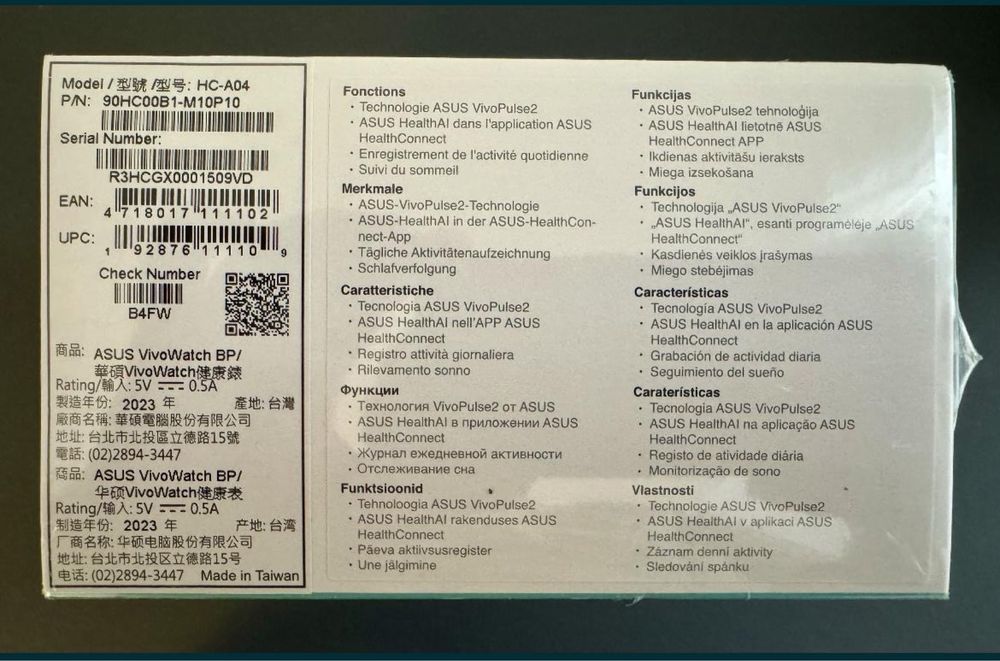 Model / 型號 /型号: HC-A04
P/N: 90HC00B1-M10P10
Serial Number:
R3HCGX0001509VD
EAN:
4 718017 111102
UPC:
1 92876 11110 9
Check Number
B4FW
商品: ASUS VivoWatch BP/
華碩VivoWatch健康錶
Rating/輸入: 5V ⎓ 0.5A
製造年份: 2023 年 產地: 台灣
廠商名稱: 華碩電腦股份有限公司
地址: 台北市北投區立德路15號
電話: (02)2894-3447
商品: ASUS VivoWatch BP/
华硕VivoWatch健康表
Rating/输入: 5V ⎓ 0.5A
制造年份: 2023 年 产地: 台湾
厂商名称: 华硕电脑股份有限公司
地址: 台北市北投区立德路15号
电话: (02)2894-3447 Made in Taiwan
Fonctions
· Technologie ASUS VivoPulse2
· ASUS HealthAI dans l'application ASUS
HealthConnect
· Enregistrement de l'activité quotidienne
· Suivi du sommeil
Merkmale
· ASUS-VivoPulse2-Technologie
· ASUS-HealthAI in der ASUS-HealthCon-
nect-App
· Tägliche Aktivitätenaufzeichnung
· Schlafverfolgung
Caratteristiche
· Tecnologia ASUS VivoPulse2
· ASUS HealthAI nell'APP ASUS
HealthConnect
· Registro attività giornaliera
· Rilevamento sonno
Функции
· Технология VivoPulse2 от ASUS
· ASUS HealthAI в приложении ASUS
HealthConnect
· Журнал ежедневной активности
· Отслеживание сна
Funktsioonid
· Tehnoloogia ASUS VivoPulse2
· ASUS HealthAI rakenduses ASUS
HealthConnect
· Päeva aktiivsusregister
· Une jälgimine
Funkcijas
· ASUS VivoPulse2 tehnoloģija
· ASUS HealthAI lietotnē ASUS
HealthConnect APP
· Ikdienas aktivitāšu ieraksts
· Miega izsekošana
Funkcijos
· Technologija „ASUS VivoPulse2“
· „ASUS HealthAI“, esanti programėlėje „ASUS
HealthConnect“
· Kasdienės veiklos įrašymas
· Miego stebėjimas
Características
· Tecnología ASUS VivoPulse2
· ASUS HealthAI en la aplicación ASUS
HealthConnect
· Grabación de actividad diaria
· Seguimiento del sueño
Caraterísticas
· Tecnologia ASUS VivoPulse2
· ASUS HealthAI na aplicação ASUS
HealthConnect
· Registo de atividade diária
· Monitorização de sono
Vlastnosti
· Technologie ASUS VivoPulse2
· ASUS HealthAI v aplikaci ASUS
HealthConnect
· Záznam denní aktivity
· Sledování spánku